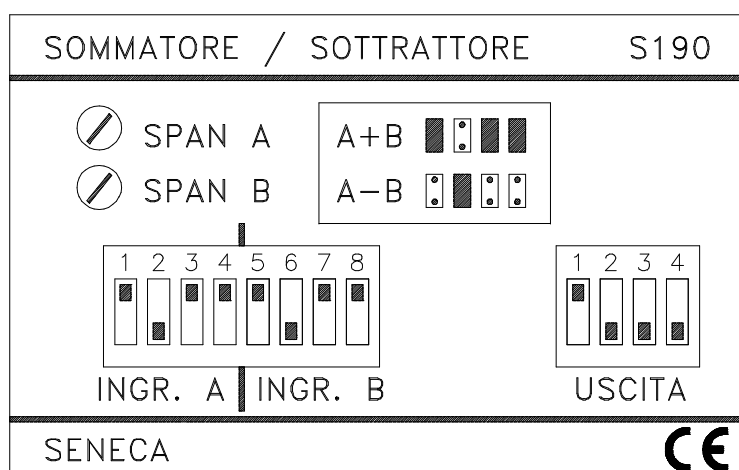 SOMMATORE / SOTTRATTORE S190
SPAN A
SPAN B
A+B
A-B
1 2 3 4 5 6 7 8
INGR. A INGR. B
1 2 3 4
USCITA
SENECA CE